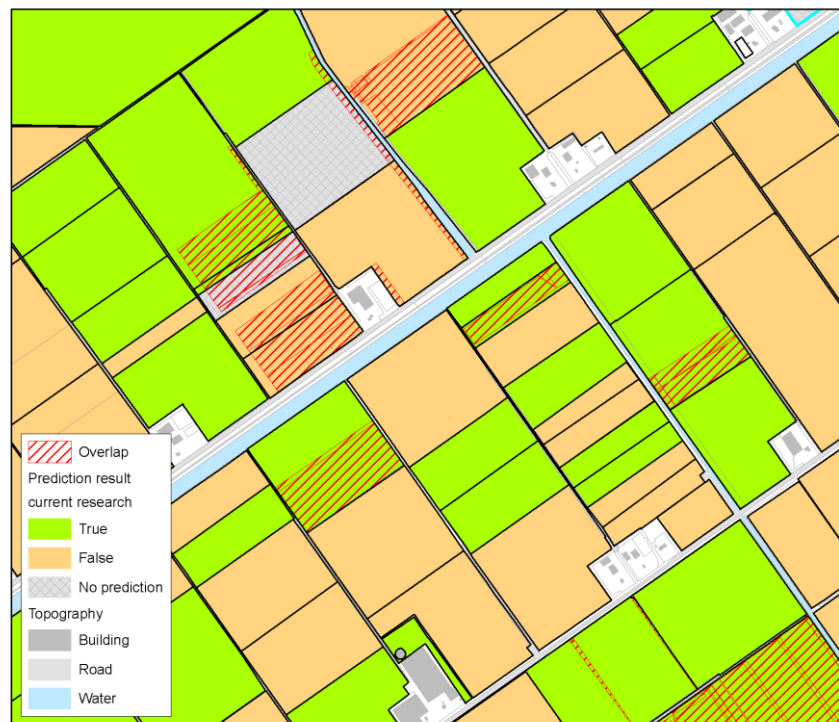 Overlap
Prediction result
current research
True
False
No prediction
Topography
Building
Road
Water